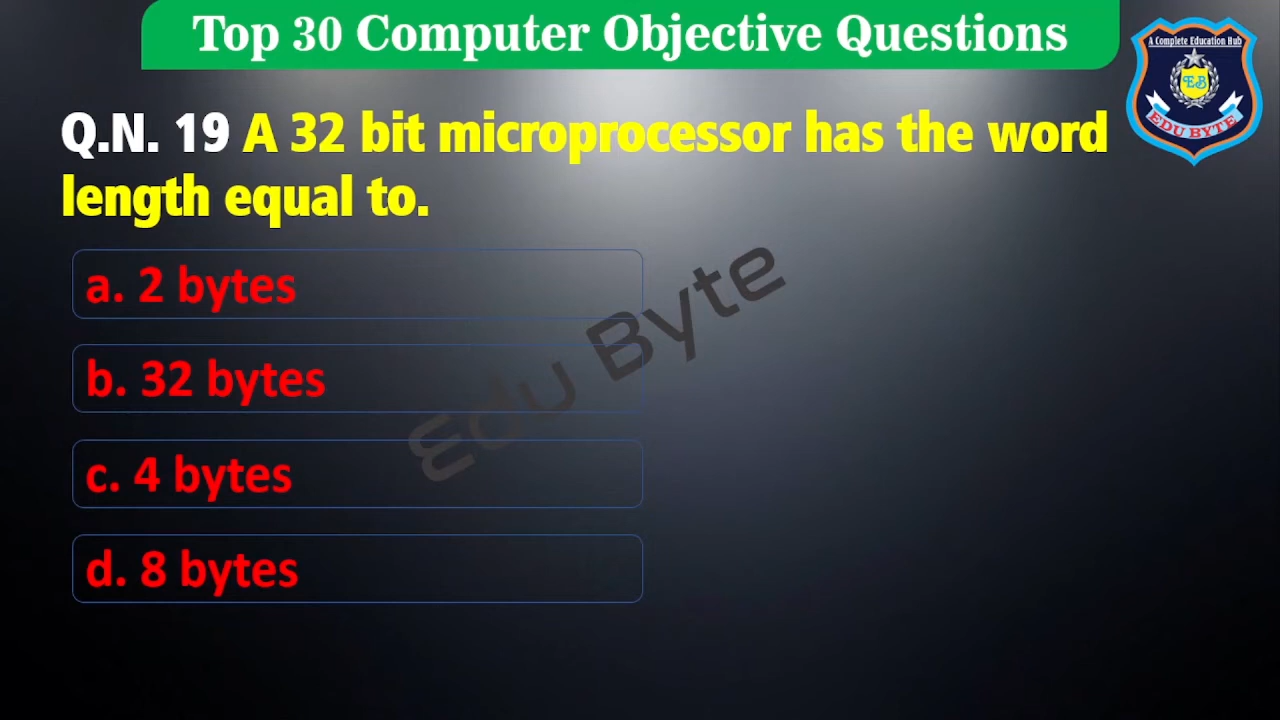 Top 30 Computer Objective Questions
A Complete Education Hub
EB
EDU BYTE
Q.N. 19 A 32 bit microprocessor has the word
length equal to.
a. 2 bytes
b. 32 bytes
c. 4 bytes
d. 8 bytes
Edu Byte